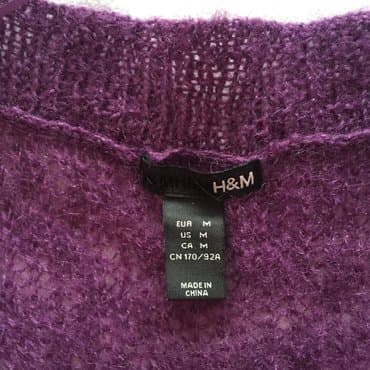 H&M
EUR M
US M
CA M
CN 170/92A
MADE IN
CHINA